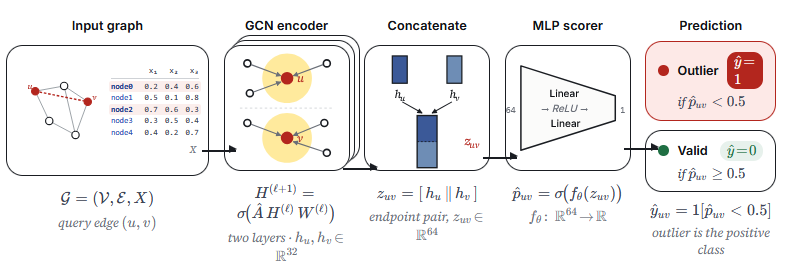 Input graph
u
v
x₁ x₂ x₃
node0 0.2 0.4 0.6
node1 0.5 0.1 0.8
node2 0.7 0.6 0.3
node3 0.3 0.5 0.4
node4 0.4 0.2 0.7
X
𝒢 = (𝒱, ℰ, X)
query edge (u, v)
GCN encoder
u
v
H^(ℓ+1) =
σ(Â H^(ℓ) W^(ℓ))
two layers · h_u, h_v ∈
ℝ³²
Concatenate
h_u h_v
z_uv
z_uv = [ h_u ∥ h_v ]
endpoint pair, z_uv ∈
ℝ⁶⁴
MLP scorer
64
Linear
→ ReLU →
Linear
1
p̂_uv = σ(f_θ(z_uv))
f_θ: ℝ⁶⁴ → ℝ
Prediction
Outlier ŷ =
1
if p̂_uv < 0.5
Valid ŷ = 0
if p̂_uv ≥ 0.5
ŷ_uv = 1[p̂_uv < 0.5]
outlier is the positive
class